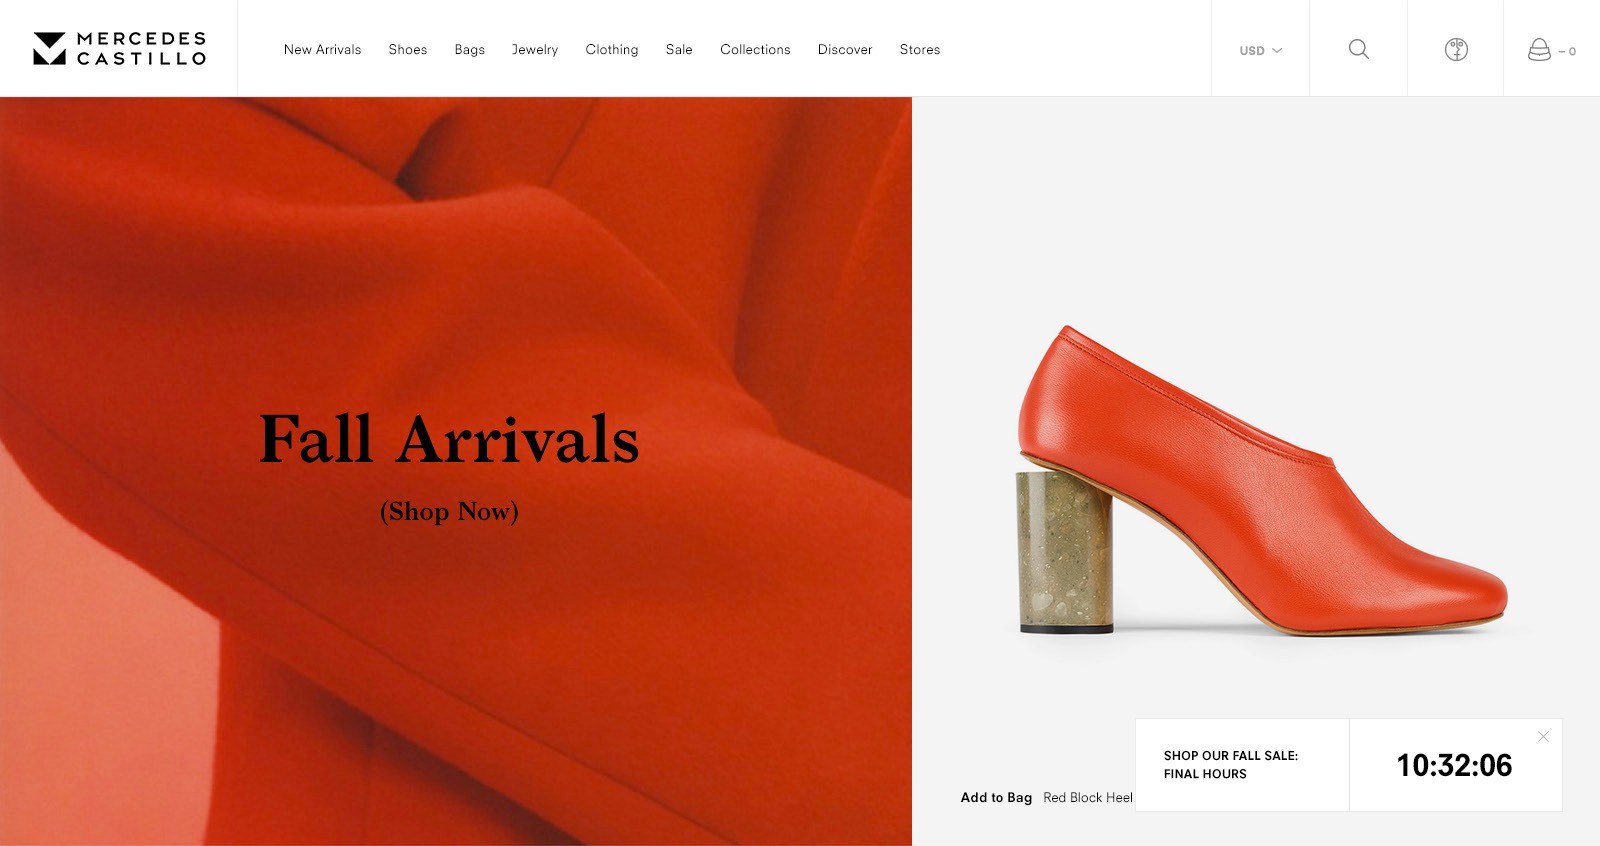 MERCEDES
CASTILLO
New Arrivals Shoes Bags Jewelry Clothing Sale Collections Discover Stores
USD
– 0
Fall Arrivals
(Shop Now)
SHOP OUR FALL SALE:
FINAL HOURS
10:32:06
Add to Bag Red Block Heel